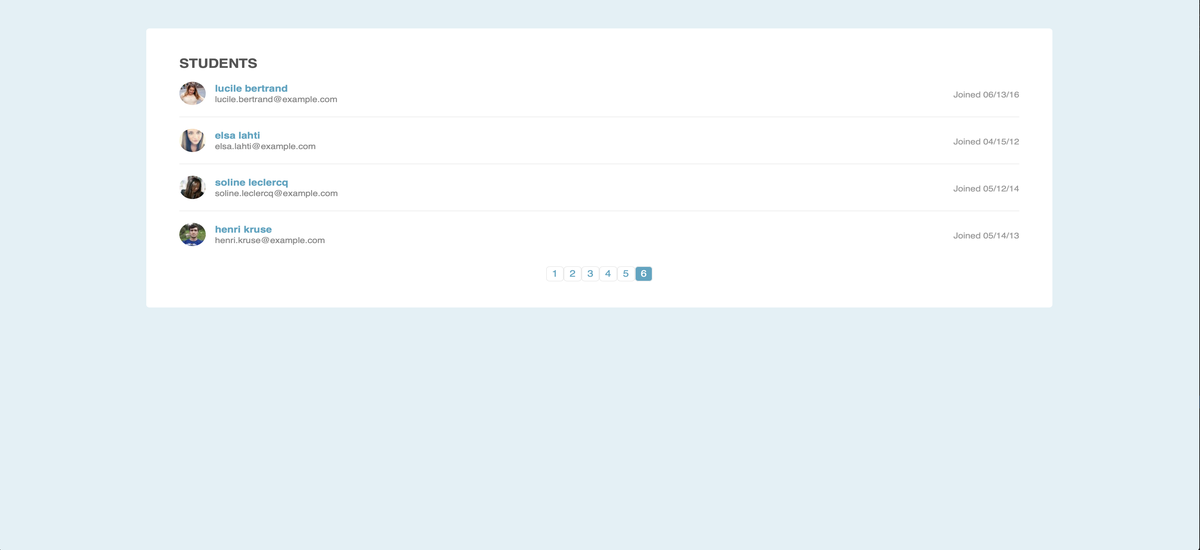 STUDENTS
lucile bertrand
lucile.bertrand@example.com
Joined 06/13/16
elsa lahti
elsa.lahti@example.com
Joined 04/15/12
soline leclercq
soline.leclercq@example.com
Joined 05/12/14
henri kruse
henri.kruse@example.com
Joined 05/14/13
1 2 3 4 5 6